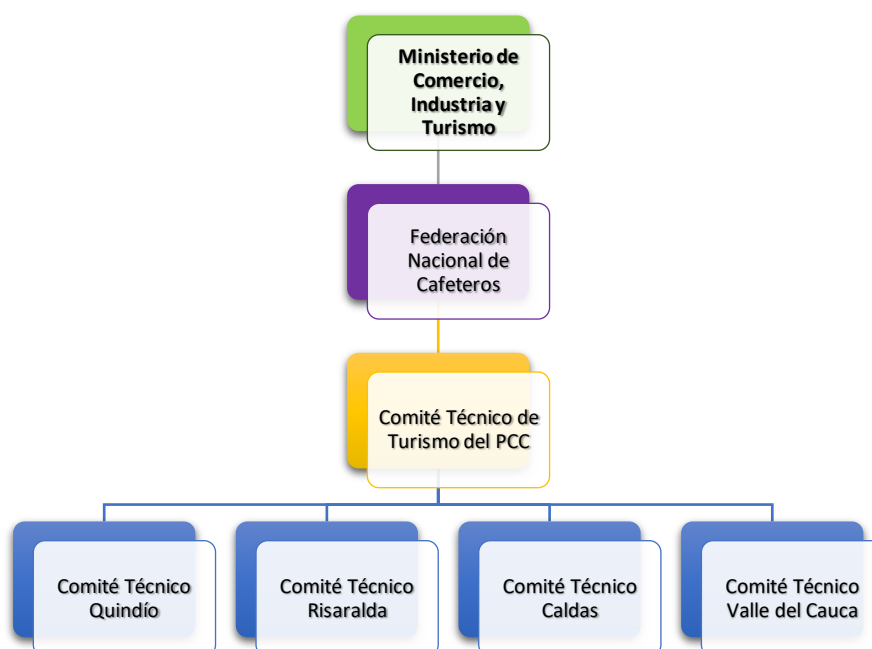 Ministerio de
Comercio,
Industria y
Turismo
Federación
Nacional de
Cafeteros
Comité Técnico de
Turismo del PCC
Comité Técnico
Quindío
Comité Técnico
Risaralda
Comité Técnico
Caldas
Comité Técnico
Valle del Cauca